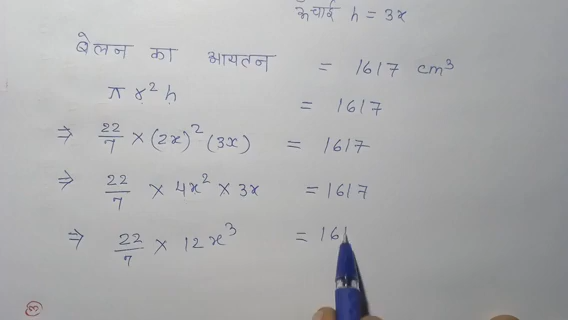 ऊँचाई h = 3x
बेलन का आयतन = 1617 cm³
π r² h = 1617
⇒ 22/7 × (2x)² (3x) = 1617
⇒ 22/7 × 4x² × 3x = 1617
⇒ 22/7 × 12x³ = 161